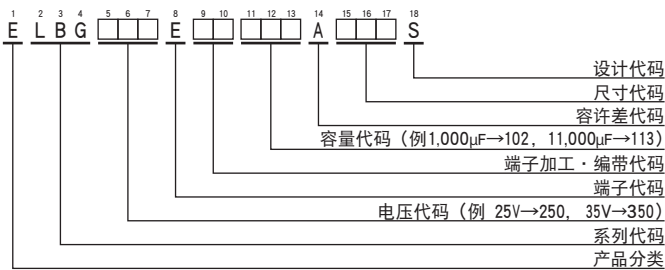 1 2 3 4 5 6 7 8 9 10 11 12 13 14 15 16 17 18
E L B G □□□ E □□ □□□ A □□□ S
设计代码
尺寸代码
容许差代码
容量代码（例1,000μF→102，11,000μF→113）
端子加工·编带代码
端子代码
电压代码（例 25V→250， 35V→350）
系列代码
产品分类